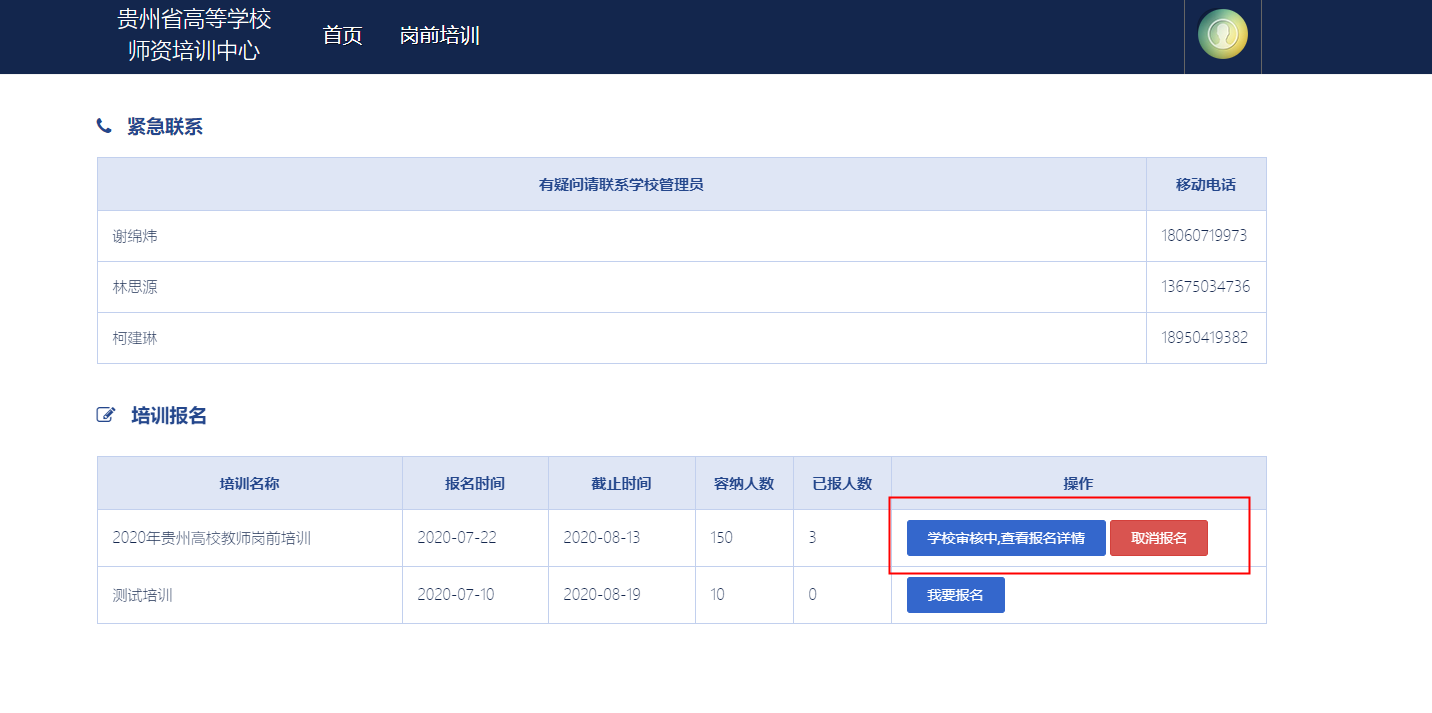 贵州省高等学校
师资培训中心
首页 岗前培训
紧急联系
有疑问请联系学校管理员 移动电话
谢绵炜 18060719973
林思源 13675034736
柯建琳 18950419382
培训报名
培训名称 报名时间 截止时间 容纳人数 已报人数 操作
2020年贵州高校教师岗前培训 2020-07-22 2020-08-13 150 3 学校审核中,查看报名详情 取消报名
测试培训 2020-07-10 2020-08-19 10 0 我要报名